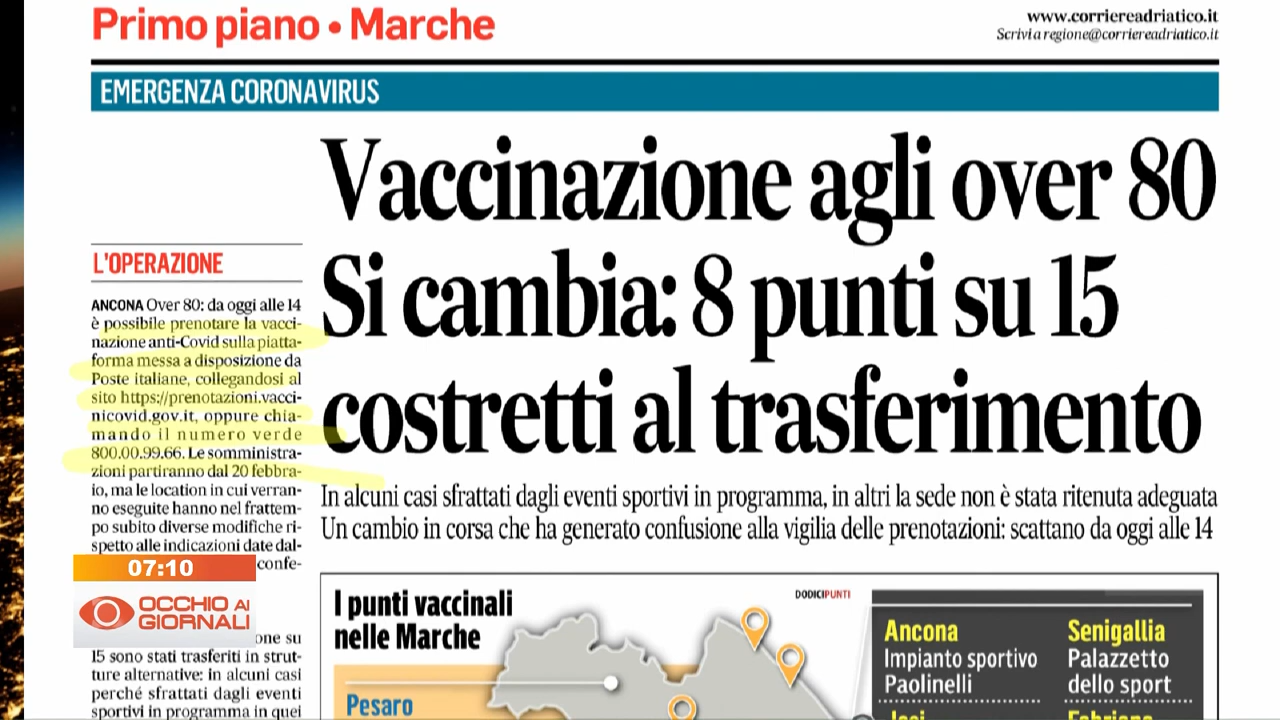 Primo piano • Marche
www.corriereadriatico.it
Scrivi a regione@corriereadriatico.it
EMERGENZA CORONAVIRUS
Vaccinazione agli over 80
Si cambia: 8 punti su 15
costretti al trasferimento
In alcuni casi sfrattati dagli eventi sportivi in programma, in altri la sede non è stata ritenuta adeguata
Un cambio in corsa che ha generato confusione alla vigilia delle prenotazioni: scattano da oggi alle 14
L'OPERAZIONE
ANCONA Over 80: da oggi alle 14
è possibile prenotare la vacci-
nazione anti-Covid sulla piatta-
forma messa a disposizione da
Poste italiane, collegandosi al
sito https://prenotazioni.vacci-
nicovid.gov.it, oppure chia-
mando il numero verde
800.00.99.66. Le somministra-
zioni partiranno dal 20 febbra-
io, ma le location in cui verran-
no eseguite hanno nel frattem-
po subito diverse modifiche ri-
spetto alle indicazioni date dal-
confe-
one su
15 sono stati trasferiti in strut-
ture alternative: in alcuni casi
perché sfrattati dagli eventi
sportivi in programma in quei
07:10
OCCHIO AI
GIORNALI
I punti vaccinali
nelle Marche
DODICIPUNTI
Pesaro
Ancona
Impianto sportivo
Paolinelli
Senigallia
Palazzetto
dello sport